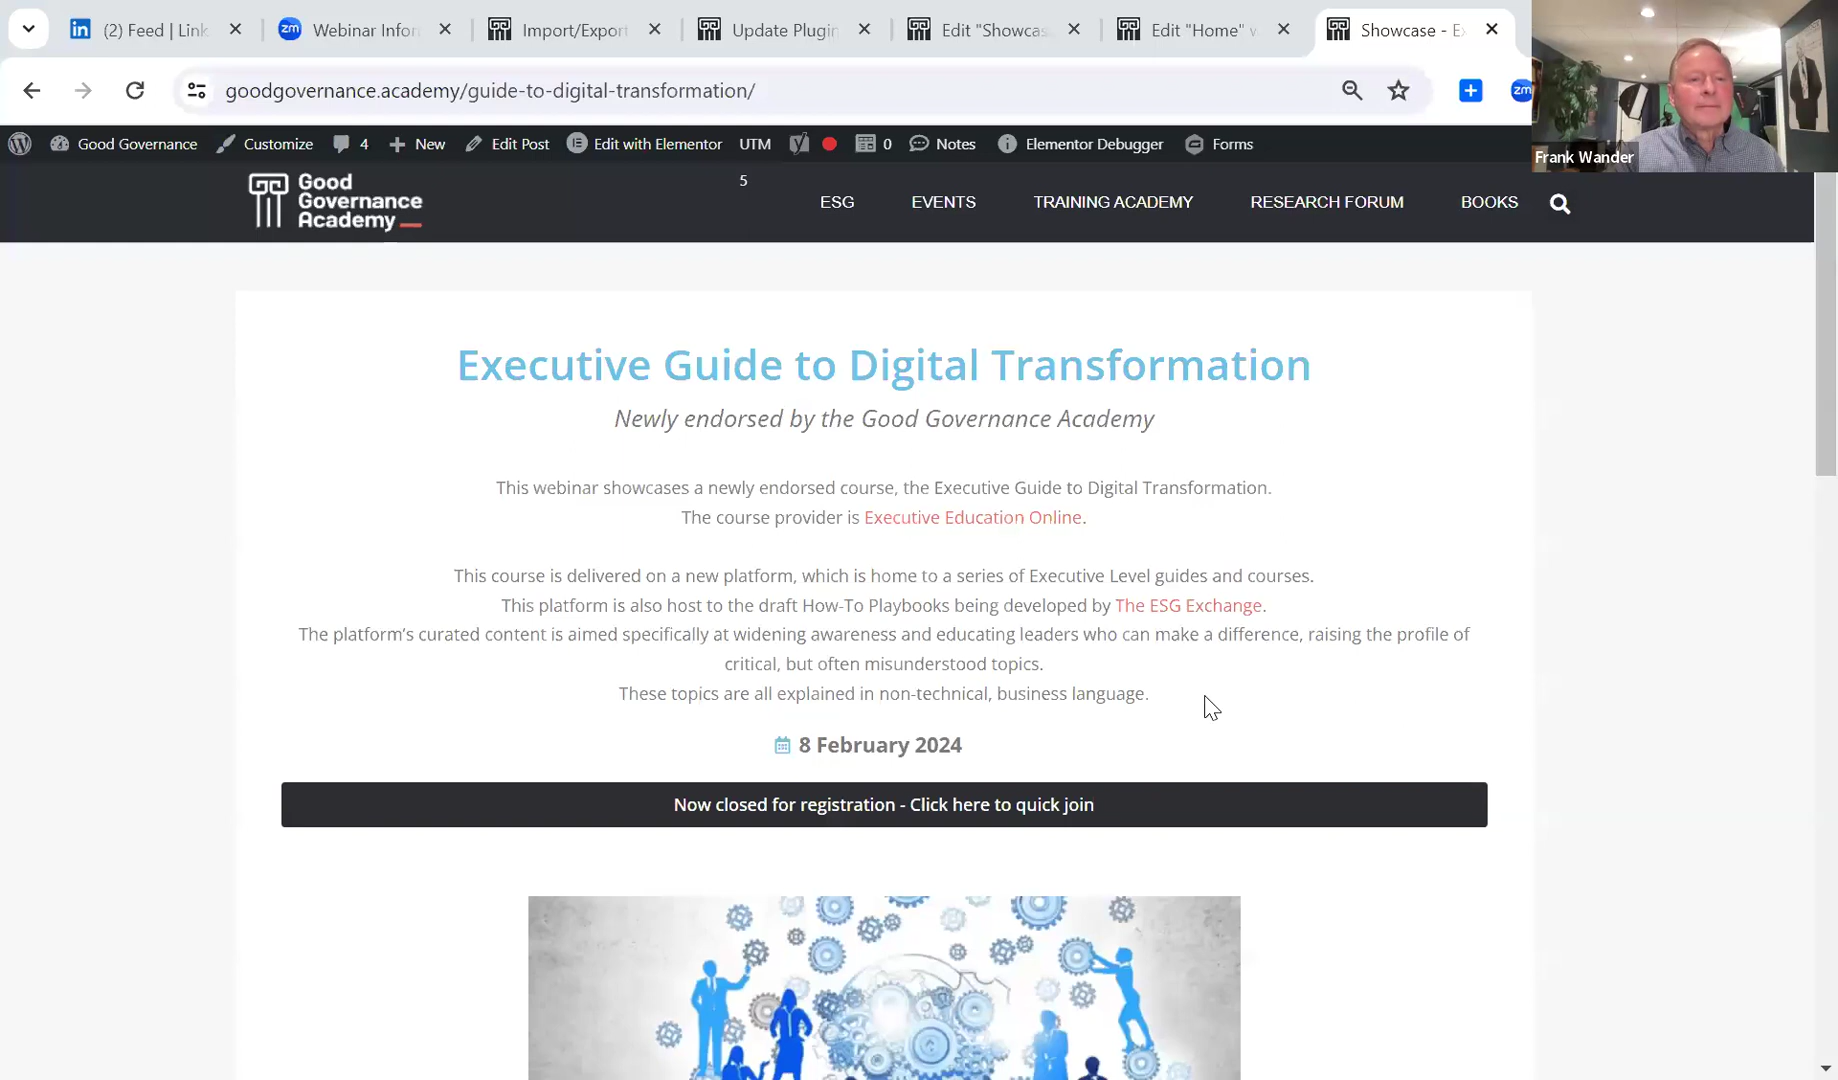 (2) Feed | Link
zm
Webinar Infor
Import/Export
Update Plugin
Edit "Showcas
Edit "Home" w
Showcase - Ex
goodgovernance.academy/guide-to-digital-transformation/
zm
Good Governance
Customize
4
New
Edit Post
Edit with Elementor
UTM
0
Notes
Elementor Debugger
Forms
Frank Wander
5
Good
Governance
Academy
ESG
EVENTS
TRAINING ACADEMY
RESEARCH FORUM
BOOKS
Executive Guide to Digital Transformation
Newly endorsed by the Good Governance Academy
This webinar showcases a newly endorsed course, the Executive Guide to Digital Transformation.
The course provider is Executive Education Online.
This course is delivered on a new platform, which is home to a series of Executive Level guides and courses.
This platform is also host to the draft How-To Playbooks being developed by The ESG Exchange.
The platform's curated content is aimed specifically at widening awareness and educating leaders who can make a difference, raising the profile of
critical, but often misunderstood topics.
These topics are all explained in non-technical, business language.
8 February 2024
Now closed for registration - Click here to quick join